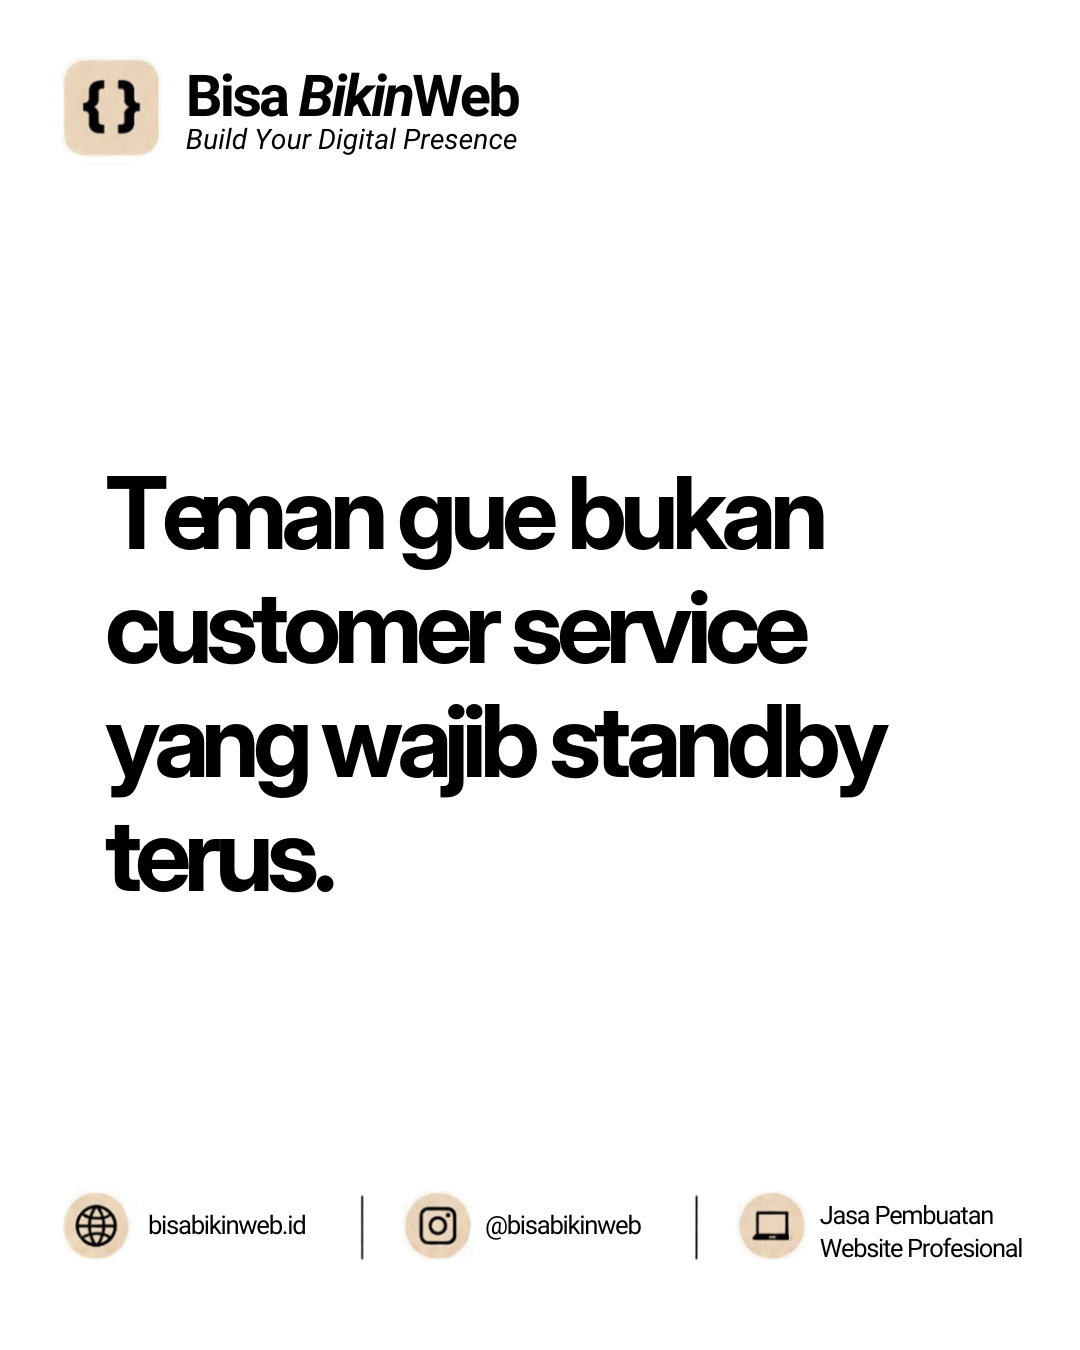 { }
Bisa BikinWeb
Build Your Digital Presence
Teman gue bukan
customer service
yang wajib standby
terus.
bisabikinweb.id
@bisabikinweb
Jasa Pembuatan
Website Profesional